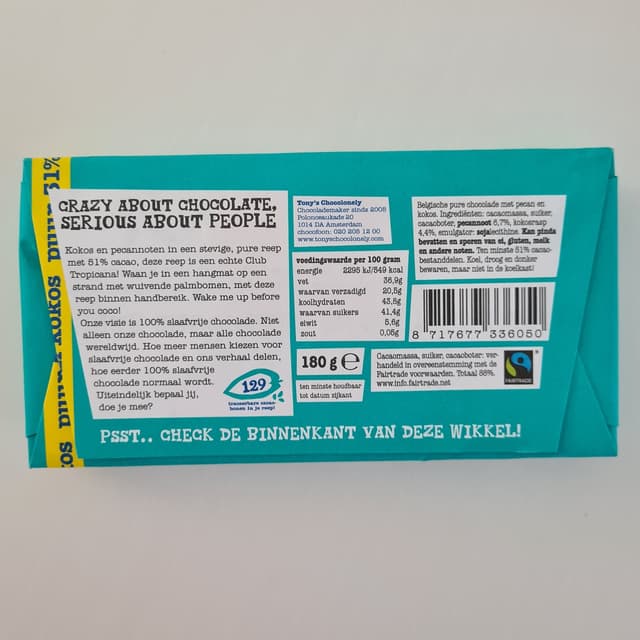 puur 51%
CRAZY ABOUT CHOCOLATE,
SERIOUS ABOUT PEOPLE
Kokos en pecannoten in een stevige, pure reep
met 51% cacao, deze reep is een echte Club
Tropicana! Waan je in een hangmat op een
strand met wuivende palmbomen, met deze
reep binnen handbereik. Wake me up before
you coco!
Onze visie is 100% slaafvrije chocolade. Niet
alleen onze chocolade, maar alle chocolade
wereldwijd. Hoe meer mensen kiezen voor
slaafvrije chocolade en ons verhaal delen,
hoe eerder 100% slaafvrije
chocolade normaal wordt.
Uiteindelijk bepaal jij,
doe je mee?
129
traceerbare cacao-
bonen in je reep!
Tony's Chocolonely
Chocolademaker sinds 2005
Polonceaukade 20
1014 DA Amsterdam
chocofoon: 020 205 12 00
www.tonyschocolonely.com
voedingswaarde per 100 gram
energie 2295 kJ/549 kcal
vet 36,9g
waarvan verzadigd 20,5g
koolhydraten 43,5g
waarvan suikers 41,4g
eiwit 5,6g
zout 0,05g
180 g e
ten minste houdbaar
tot datum zijkant
Belgische pure chocolade met pecan en
kokos. Ingrediënten: cacaomassa, suiker,
cacaoboter, pecannoot 8,7%, kokosrasp
4,4%, emulgator: sojalecithine. Kan pinda
bevatten en sporen van ei, gluten, melk
en andere noten. Ten minste 51% cacao-
bestanddelen. Koel, droog en donker
bewaren, maar niet in de koelkast!
8 717677 336050
Cacaomassa, suiker, cacaoboter: ver-
handeld in overeenstemming met de
Fairtrade voorwaarden. Totaal 88%.
www.info.fairtrade.net
FAIRTRADE
PSST.. CHECK DE BINNENKANT VAN DEZE WIKKEL!